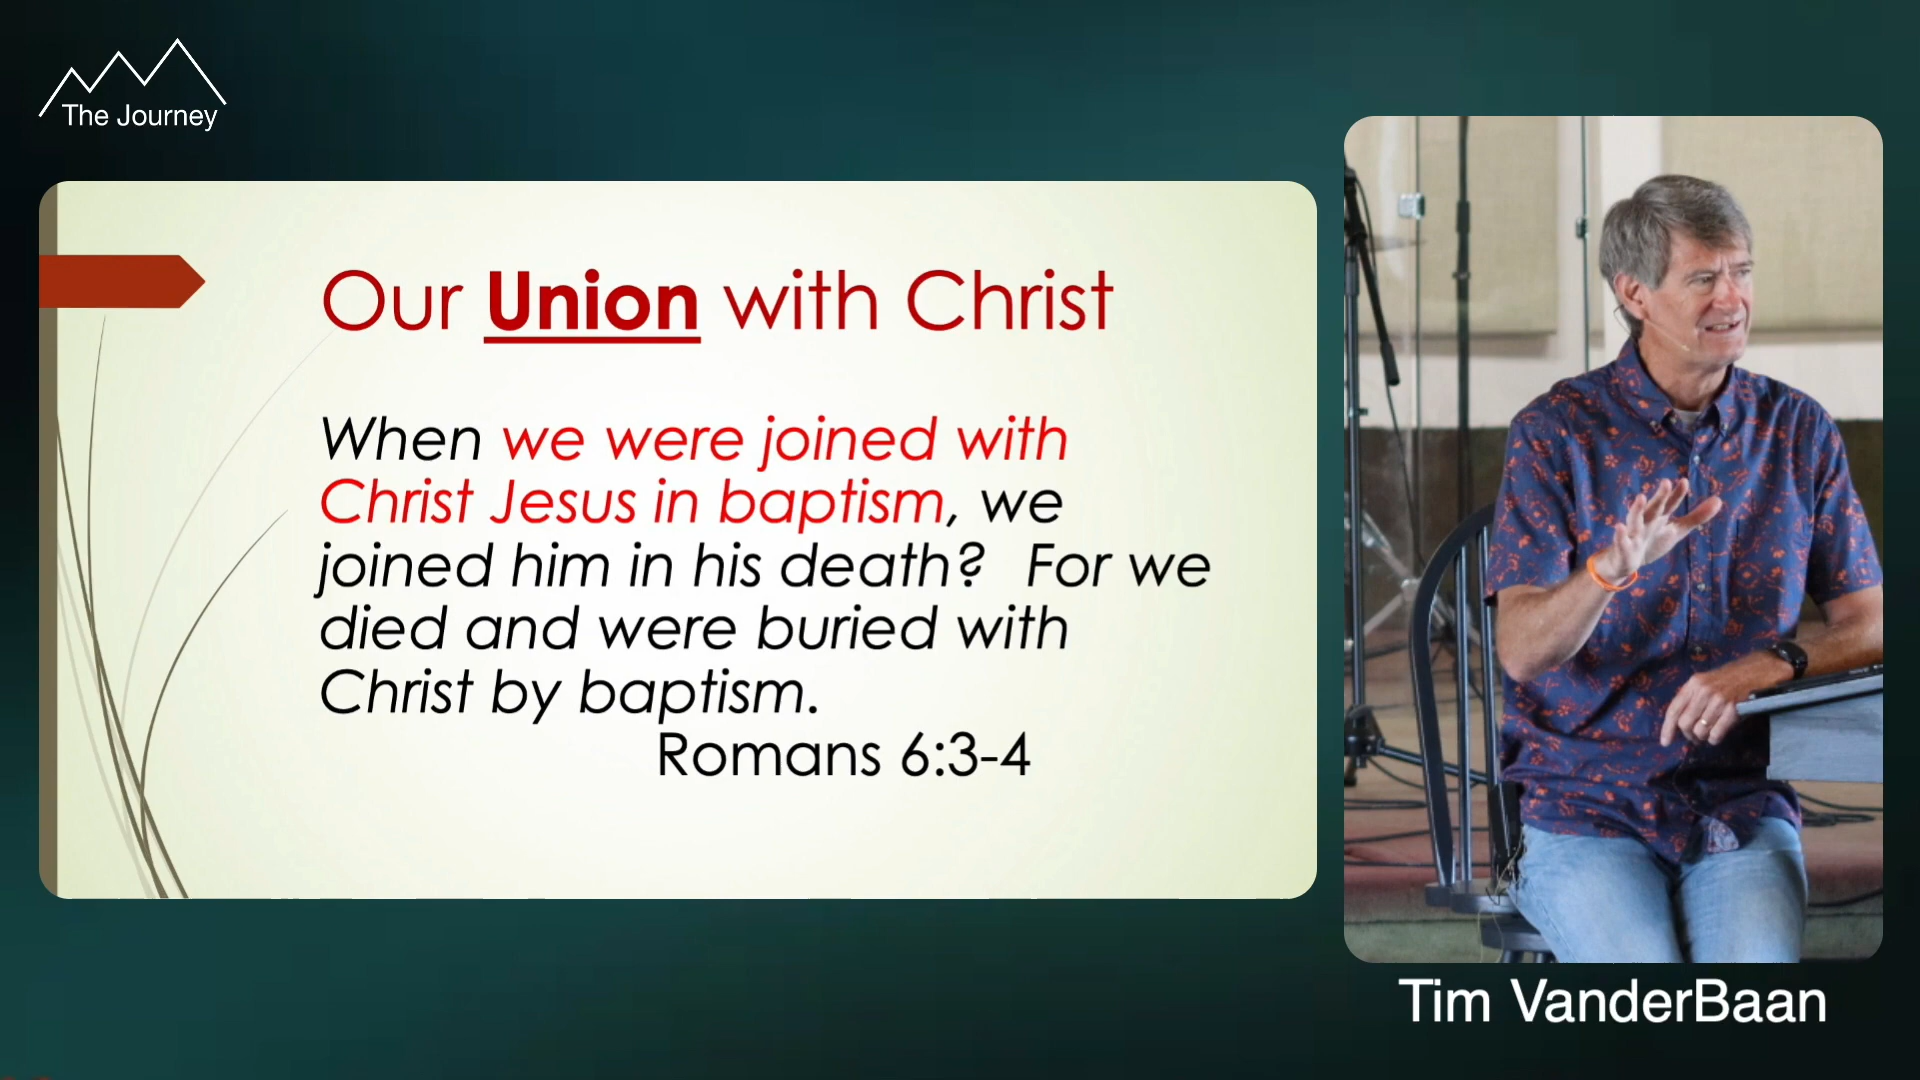 The Journey
Our Union with Christ
When we were joined with
Christ Jesus in baptism, we
joined him in his death?  For we
died and were buried with
Christ by baptism.
Romans 6:3-4
Tim VanderBaan